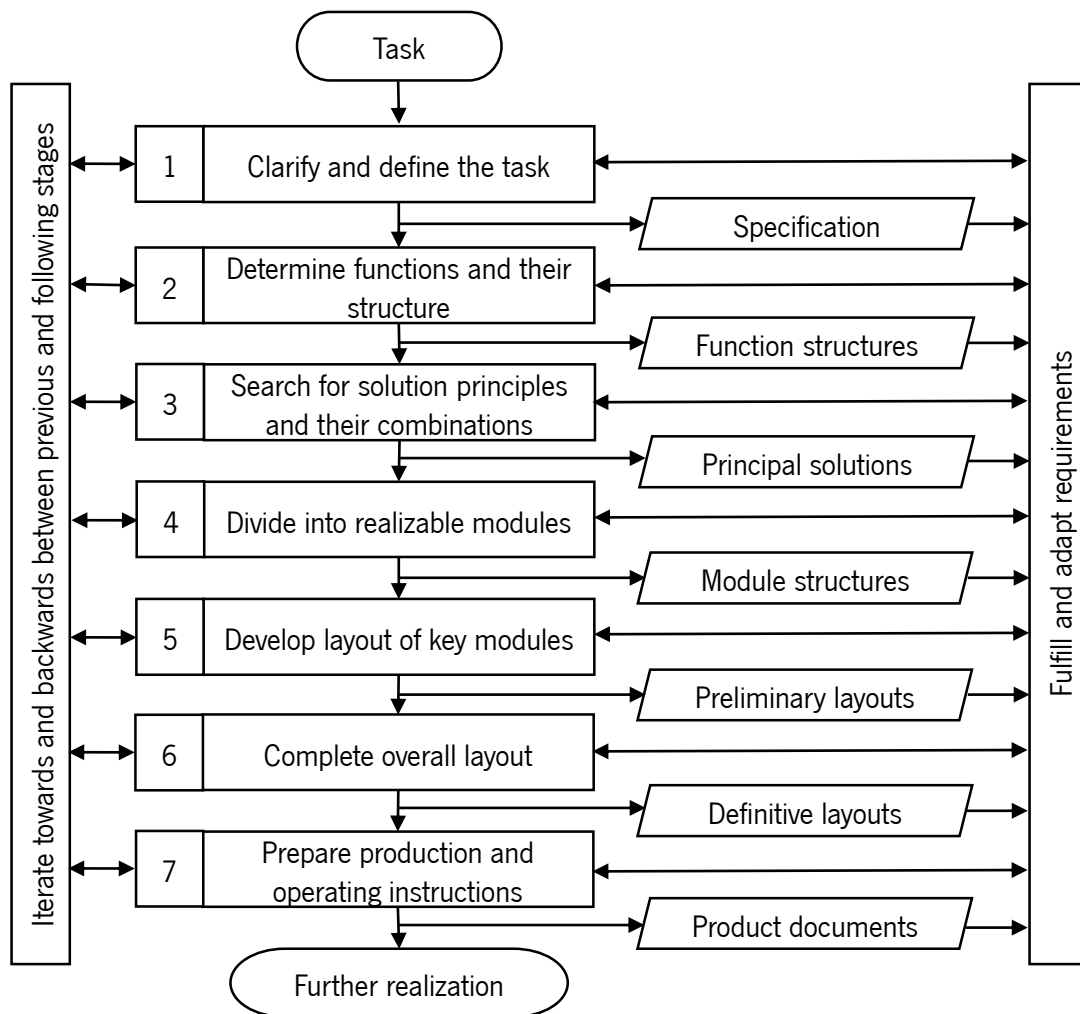 Task
Iterate towards and backwards between previous and following stages
1
Clarify and define the task
Specification
2
Determine functions and their
structure
Function structures
3
Search for solution principles
and their combinations
Principal solutions
4
Divide into realizable modules
Module structures
5
Develop layout of key modules
Preliminary layouts
6
Complete overall layout
Definitive layouts
7
Prepare production and
operating instructions
Product documents
Further realization
Fulfill and adapt requirements